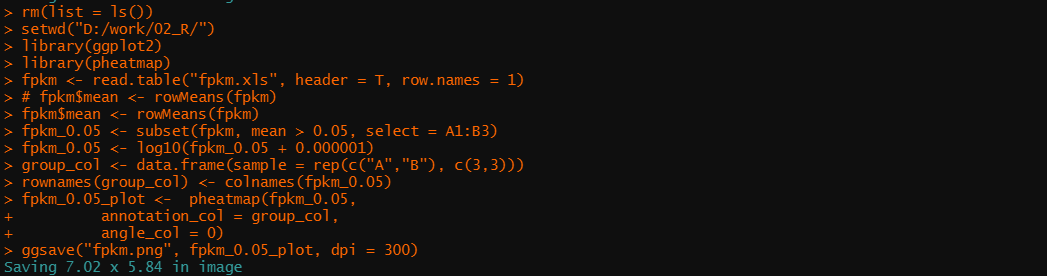 > rm(list = ls())
> setwd("D:/work/02_R/")
> library(ggplot2)
> library(pheatmap)
> fpkm <- read.table("fpkm.xls", header = T, row.names = 1)
> # fpkm$mean <- rowMeans(fpkm)
> fpkm$mean <- rowMeans(fpkm)
> fpkm_0.05 <- subset(fpkm, mean > 0.05, select = A1:B3)
> fpkm_0.05 <- log10(fpkm_0.05 + 0.000001)
> group_col <- data.frame(sample = rep(c("A","B"), c(3,3)))
> rownames(group_col) <- colnames(fpkm_0.05)
> fpkm_0.05_plot <-  pheatmap(fpkm_0.05,
+          annotation_col = group_col,
+          angle_col = 0)
> ggsave("fpkm.png", fpkm_0.05_plot, dpi = 300)
Saving 7.02 x 5.84 in image